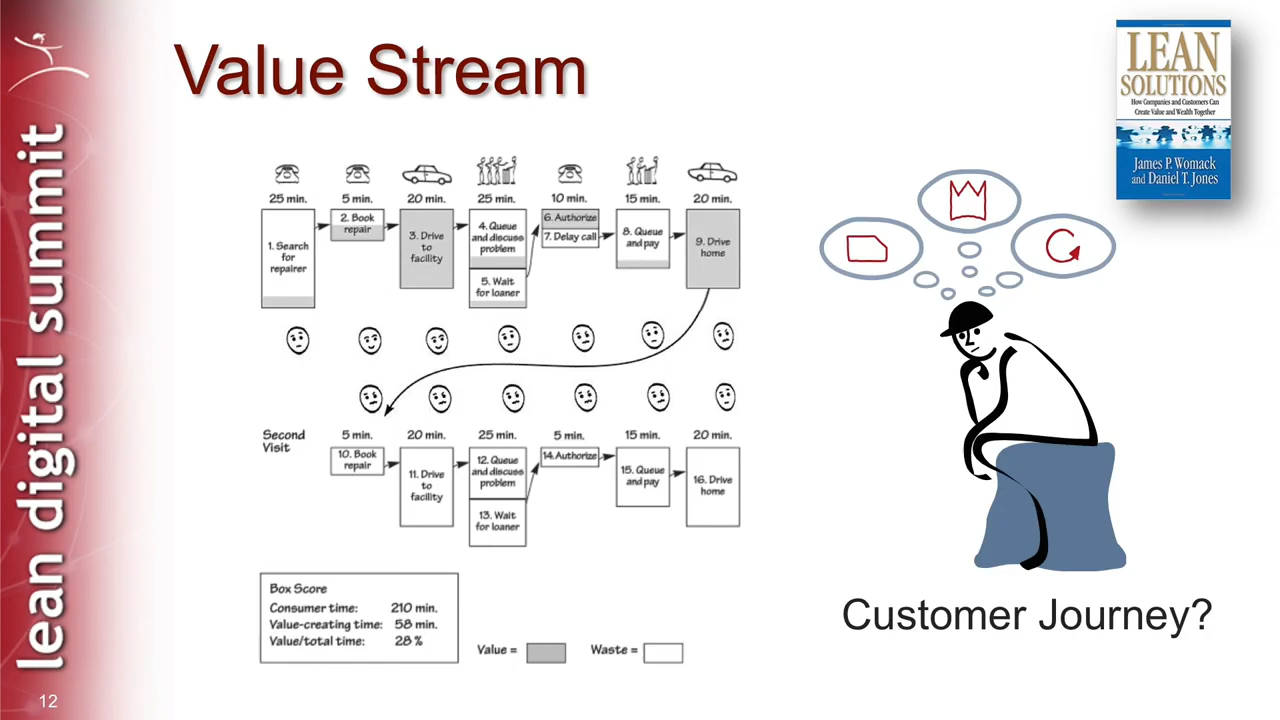 Value Stream
LEAN
SOLUTIONS
How Companies and Customers Can
Create Value and Wealth Together
James P. Womack
and Daniel T. Jones
lean digital summit
25 min.
5 min.
20 min.
25 min.
10 min.
15 min.
20 min.
1. Search
for
repairer
2. Book
repair
3. Drive
to
facility
4. Queue
and discuss
problem
5. Wait
for loaner
6. Authorize
7. Delay call
8. Queue
and pay
9. Drive
home
Second
Visit
5 min.
20 min.
25 min.
5 min.
15 min.
20 min.
10. Book
repair
11. Drive
to
facility
12. Queue
and discuss
problem
13. Wait
for loaner
14. Authorize
15. Queue
and pay
16. Drive
home
Box Score
Consumer time: 210 min.
Value-creating time: 58 min.
Value/total time: 28 %
Value =
Waste =
Customer Journey?
12